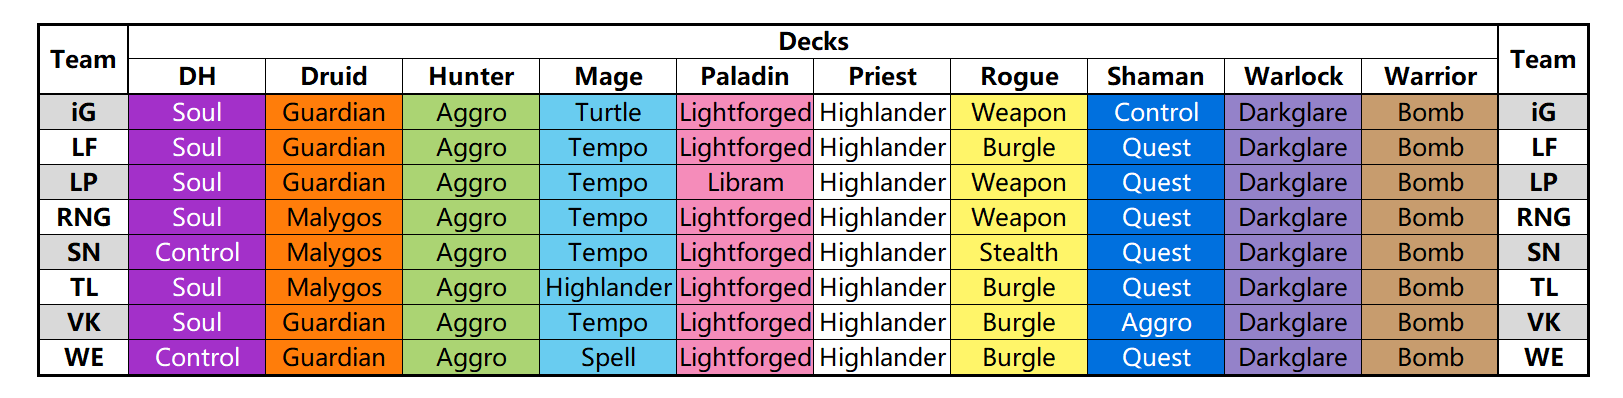 Team Decks Team
DH Druid Hunter Mage Paladin Priest Rogue Shaman Warlock Warrior
iG Soul Guardian Aggro Turtle Lightforged Highlander Weapon Control Darkglare Bomb iG
LF Soul Guardian Aggro Tempo Lightforged Highlander Burgle Quest Darkglare Bomb LF
LP Soul Guardian Aggro Tempo Libram Highlander Weapon Quest Darkglare Bomb LP
RNG Soul Malygos Aggro Tempo Lightforged Highlander Weapon Quest Darkglare Bomb RNG
SN Control Malygos Aggro Tempo Lightforged Highlander Stealth Quest Darkglare Bomb SN
TL Soul Malygos Aggro Highlander Lightforged Highlander Burgle Quest Darkglare Bomb TL
VK Soul Guardian Aggro Tempo Lightforged Highlander Burgle Aggro Darkglare Bomb VK
WE Control Guardian Aggro Spell Lightforged Highlander Burgle Quest Darkglare Bomb WE